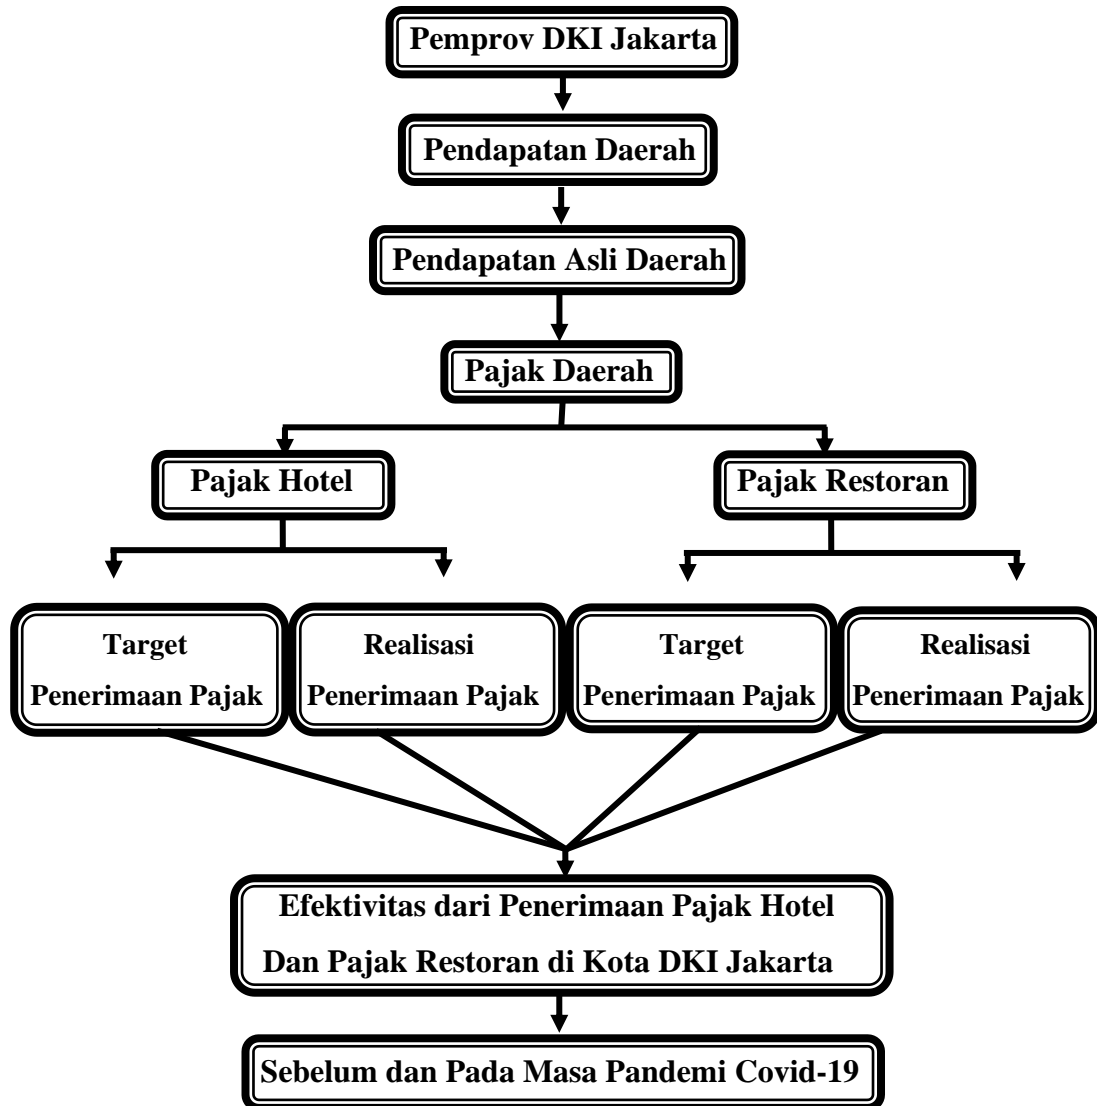 Pemprov DKI Jakarta
Pendapatan Daerah
Pendapatan Asli Daerah
Pajak Daerah
Pajak Hotel
Pajak Restoran
Target
Penerimaan Pajak
Realisasi
Penerimaan Pajak
Target
Penerimaan Pajak
Realisasi
Penerimaan Pajak
Efektivitas dari Penerimaan Pajak Hotel
Dan Pajak Restoran di Kota DKI Jakarta
Sebelum dan Pada Masa Pandemi Covid-19